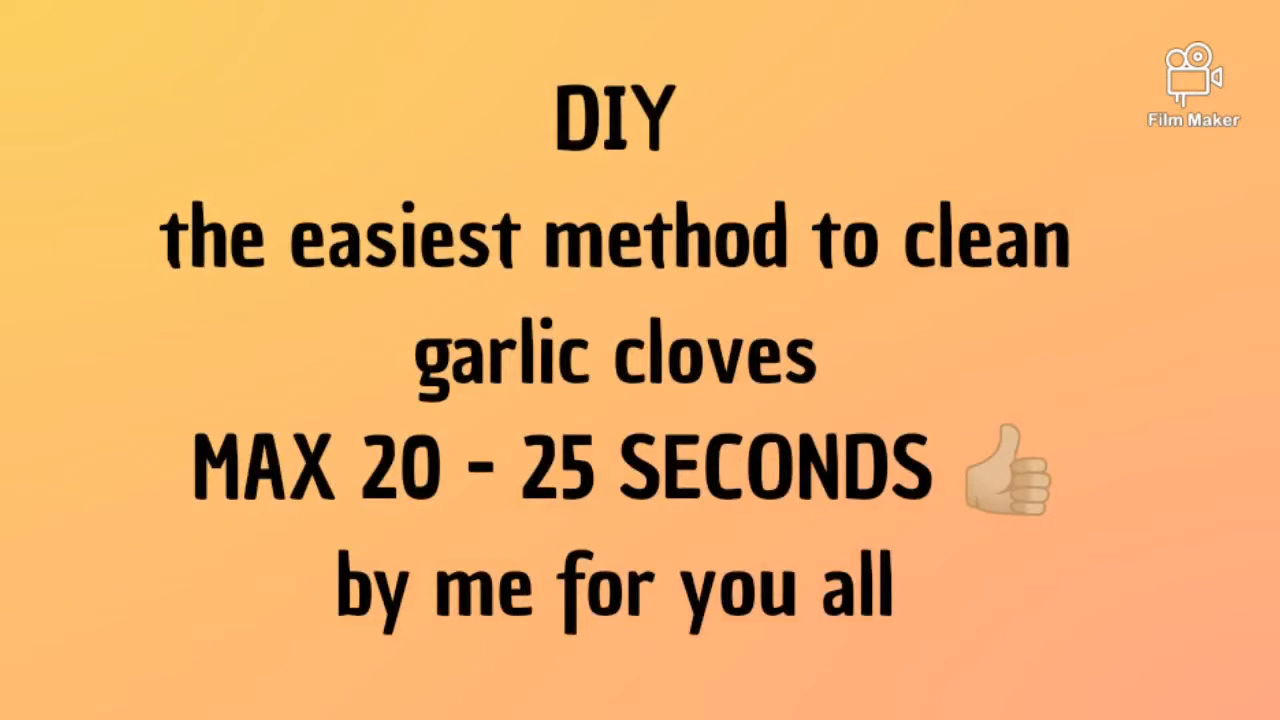 DIY
the easiest method to clean
garlic cloves
MAX 20 - 25 SECONDS 👍🏼
by me for you all
Film Maker